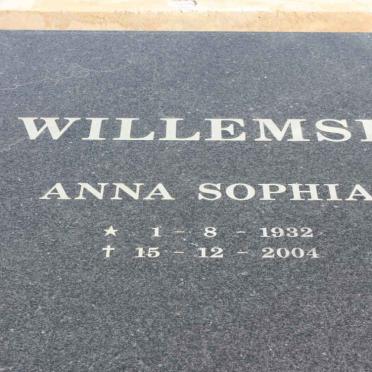 WILLEMS
ANNA SOPHIA
★ 1 - 8 - 1932
✝ 15 - 12 - 2004